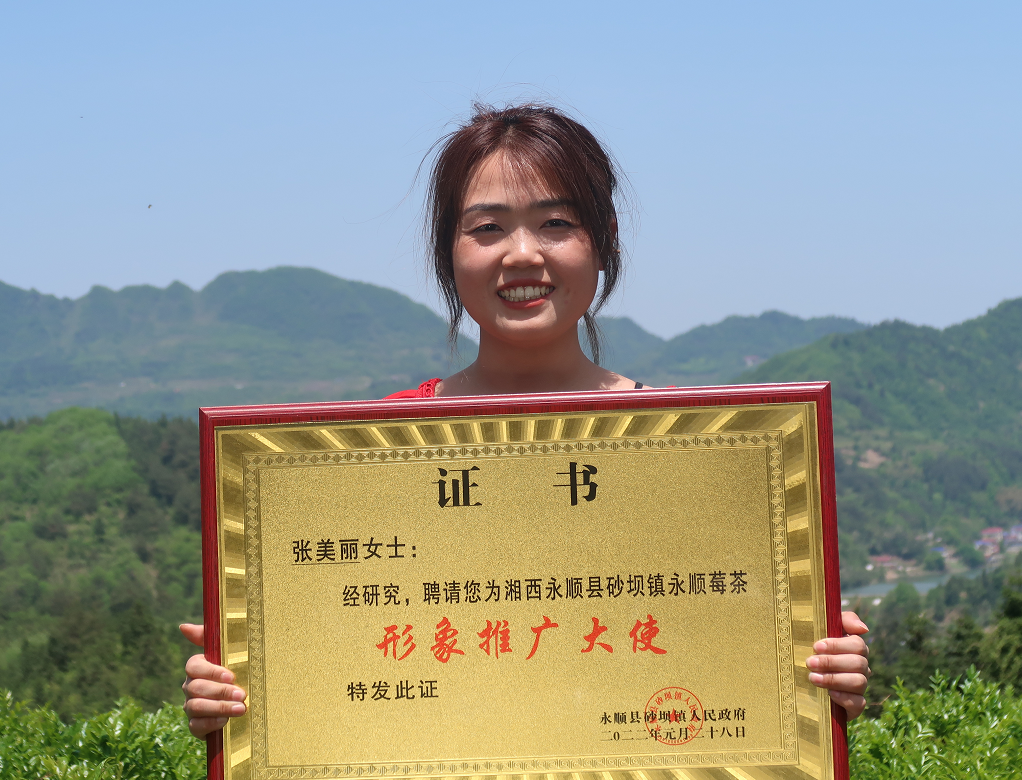 证 书
张美丽女士：
经研究，聘请您为湘西永顺县砂坝镇永顺莓茶
形象推广大使
特发此证
永顺县砂坝镇人民政府
二〇二二年元月二十八日